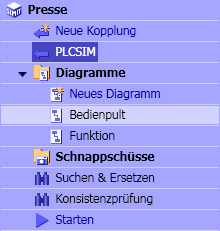 Presse
Neue Kopplung
PLCSIM
Diagramme
Neues Diagramm
Bedienpult
Funktion
Schnappschüsse
Suchen & Ersetzen
Konsistenzprüfung
Starten